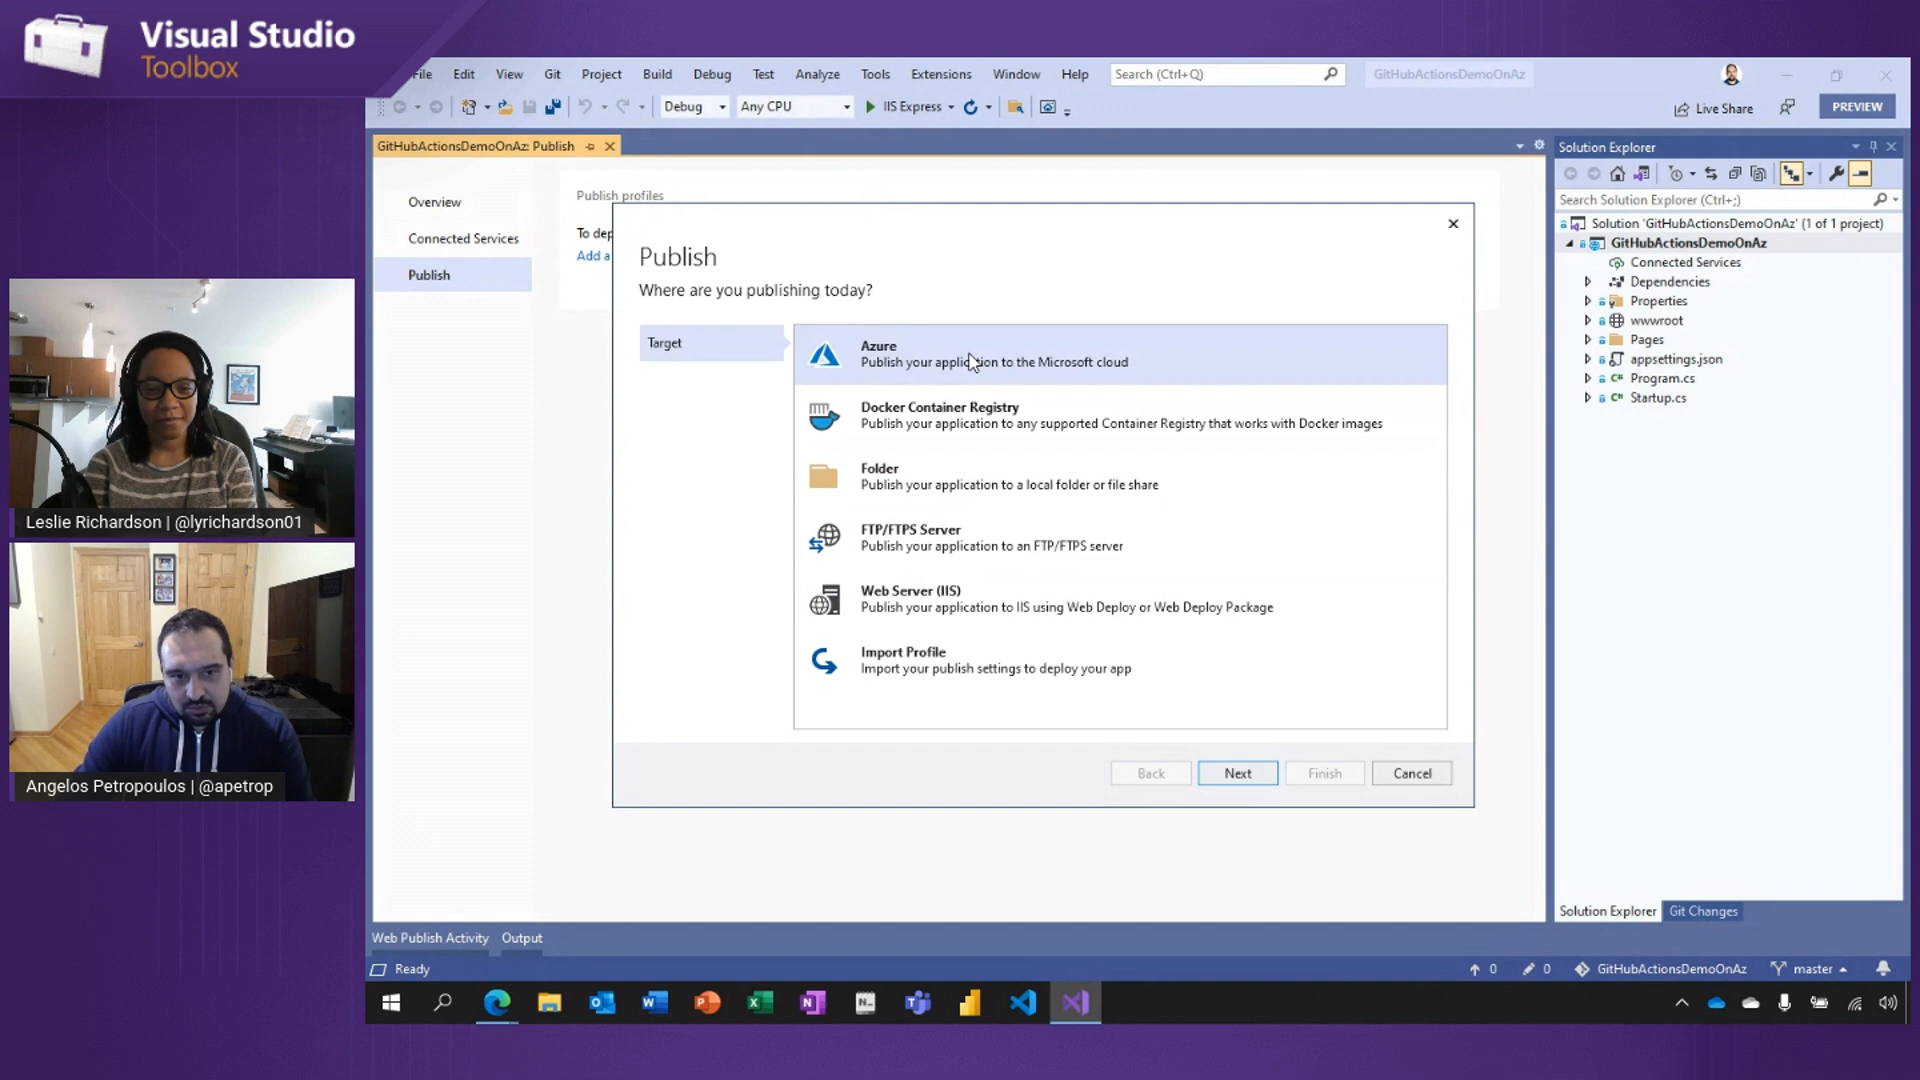 Visual Studio
Toolbox
File Edit View Git Project Build Debug Test Analyze Tools Extensions Window Help Search (Ctrl+Q) GitHubActionsDemoOnAz
Debug Any CPU IIS Express Live Share PREVIEW
GitHubActionsDemoOnAz: Publish
Overview
Connected Services
Publish
Publish profiles
To dep
Add a
Publish
Where are you publishing today?
Target
Azure
Publish your application to the Microsoft cloud
Docker Container Registry
Publish your application to any supported Container Registry that works with Docker images
Folder
Publish your application to a local folder or file share
FTP/FTPS Server
Publish your application to an FTP/FTPS server
Web Server (IIS)
Publish your application to IIS using Web Deploy or Web Deploy Package
Import Profile
Import your publish settings to deploy your app
Back Next Finish Cancel
Solution Explorer
Search Solution Explorer (Ctrl+;)
Solution 'GitHubActionsDemoOnAz' (1 of 1 project)
GitHubActionsDemoOnAz
Connected Services
Dependencies
Properties
wwwroot
Pages
appsettings.json
C# Program.cs
C# Startup.cs
Solution Explorer Git Changes
Leslie Richardson | @lyrichardson01
Angelos Petropoulos | @apetrop
Web Publish Activity Output
Ready 0 0 GitHubActionsDemoOnAz master